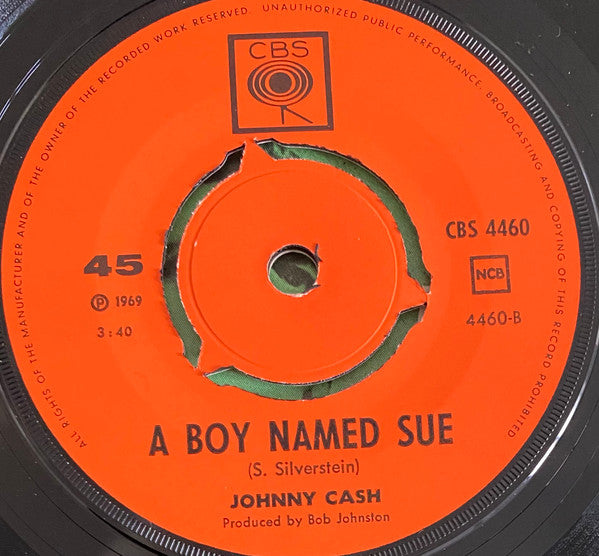 ALL RIGHTS OF THE MANUFACTURER AND OF THE OWNER OF THE RECORDED WORK RESERVED. UNAUTHORIZED PUBLIC PERFORMANCE, BROADCASTING AND COPYING OF THIS RECORD PROHIBITED
CBS
CBS 4460
45
NCB
℗ 1969
4460-B
3:40
A BOY NAMED SUE
(S. Silverstein)
JOHNNY CASH
Produced by Bob Johnston